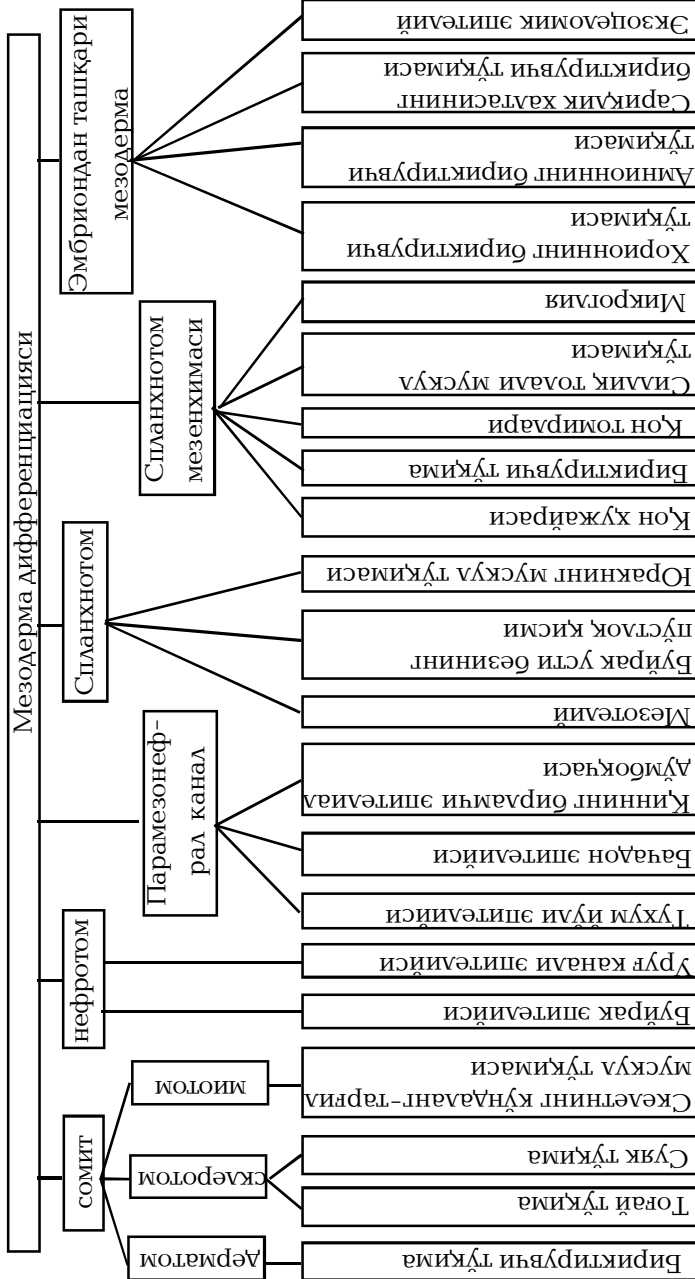 Мезодерма дифференциацияси
сомит
дерматом
Бириктирувчи тўқима
склеротом
Тоғай тўқима
Суяк тўқима
миотом
Скелетнинг кўндаланг-тарғил
мускул тўқимаси
нефротом
Буйрак эпителийси
Уруғ канали эпителийси
Парамезонеф-
рал канал
Тухум йўли эпителийси
Бачадон эпителийси
Қиннинг бирламчи эпителиал
дўмбоқчаси
Спланхнотом
Мезотелий
Буйрак усти безининг
пўстлоқ қисми
Юракнинг мускул тўқимаси
Спланхнотом
мезенхимаси
Қон ҳужайраси
Бириктирувчи тўқима
Қон томирлари
Силлиқ толали мускул
тўқимаси
Микроглия
Эмбриондан ташқари
мезодерма
Хорионнинг бириктирувчи
тўқимаси
Амнионнинг бириктирувчи
тўқимаси
Сариқлик халтасининг
бириктирувчи тўқимаси
Экзоцеломик эпителий